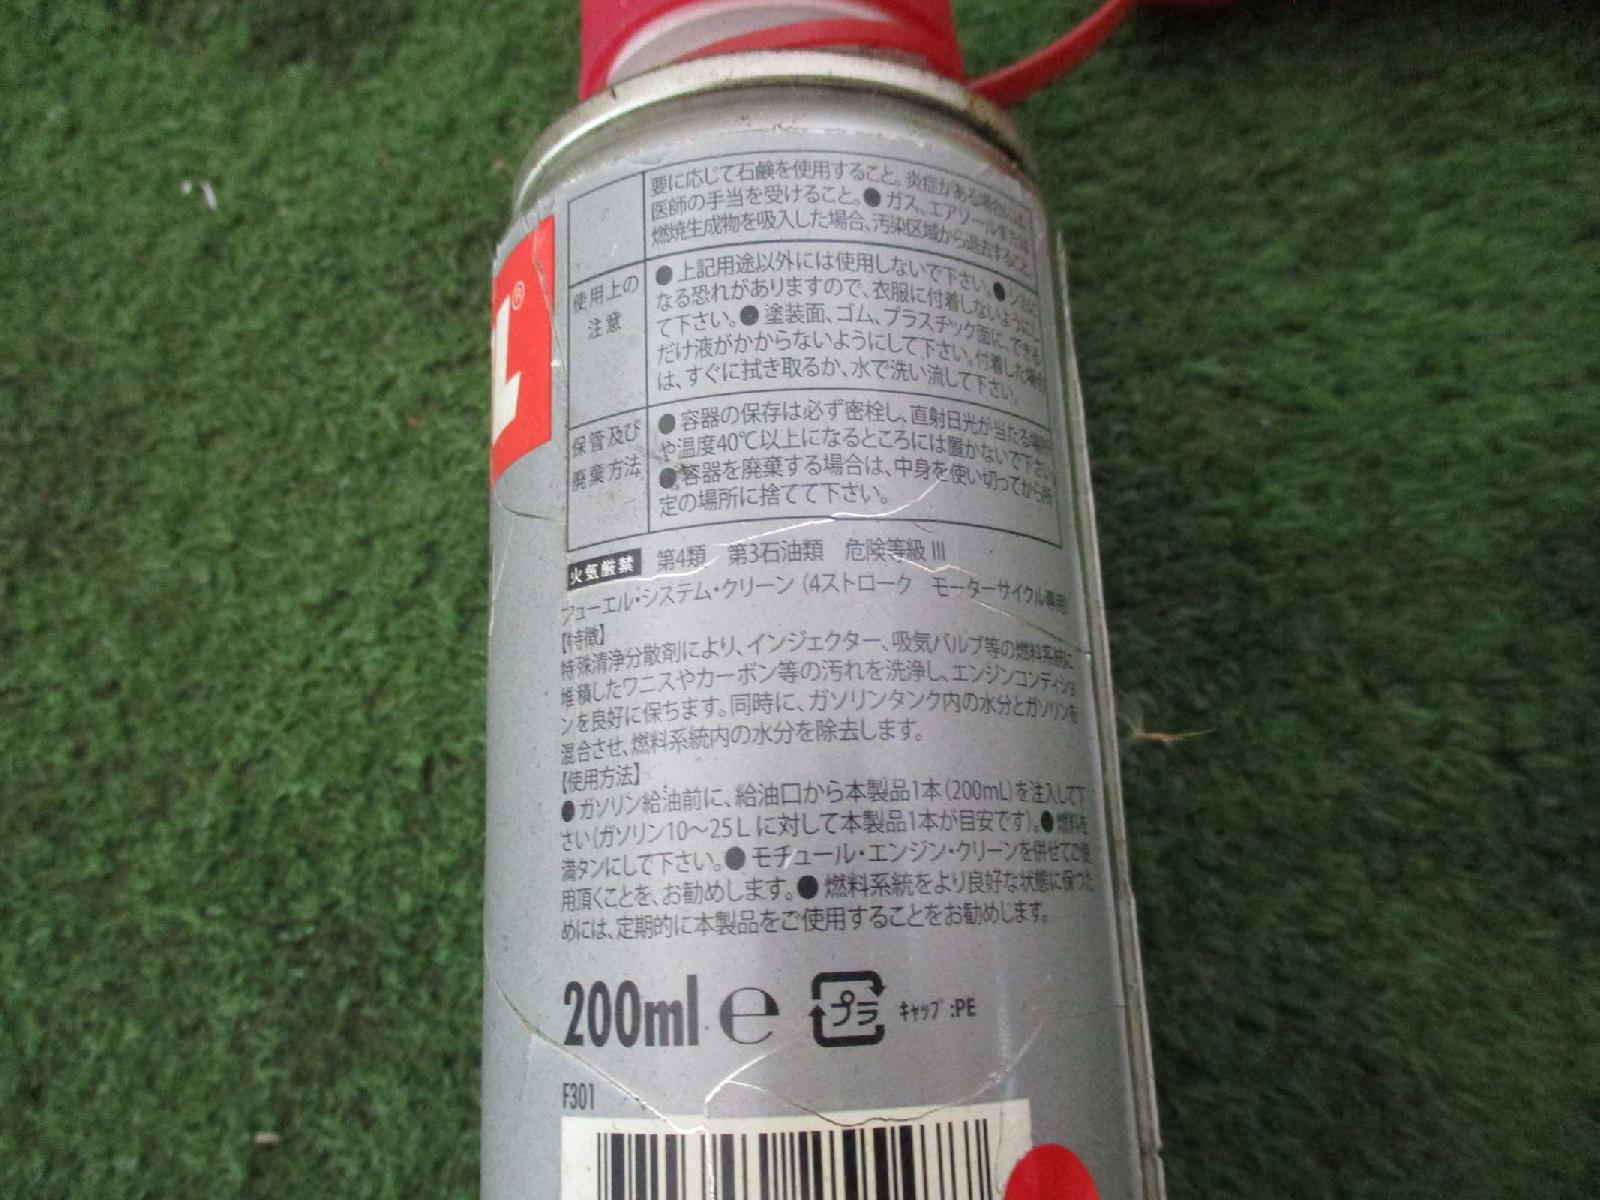 要に応じて石鹸を使用すること。炎症がある場合には、
医師の手当を受けること。●ガス、エアゾールまたは
燃焼生成物を吸入した場合、汚染区域から退去すること。
使用上の
注意
●上記用途以外には使用しないで下さい。●シミに
なる恐れがありますので、衣服に付着しないようにし
て下さい。●塗装面、ゴム、プラスチック面に、できる
だけ液がかからないようにして下さい。付着した場合
は、すぐに拭き取るか、水で洗い流して下さい。
保管及び
廃棄方法
●容器の保存は必ず密栓し、直射日光が当たる場所
や温度40℃以上になるところには置かないで下さい。
●容器を廃棄する場合は、中身を使い切ってから所
定の場所に捨てて下さい。
火気厳禁 第4類 第3石油類 危険等級 III
フューエル・システム・クリーン (4ストローク モーターサイクル専用)
【特徴】
特殊清浄分散剤により、インジェクター、吸気バルブ等の燃料系統に
堆積したワニスやカーボン等の汚れを洗浄し、エンジンコンディショ
ンを良好に保ちます。同時に、ガソリンタンク内の水分とガソリンを
混合させ、燃料系統内の水分を除去します。
【使用方法】
●ガソリン給油前に、給油口から本製品1本(200mL)を注入して下
さい(ガソリン10〜25Lに対して本製品1本が目安です)。●燃料を
満タンにして下さい。●モチュール・エンジン・クリーンを併せてご使
用頂くことを、お勧めします。●燃料系統をより良好な状態に保つた
めには、定期的に本製品をご使用することをお勧めします。
200ml e プラ キャップ:PE
F301
L®